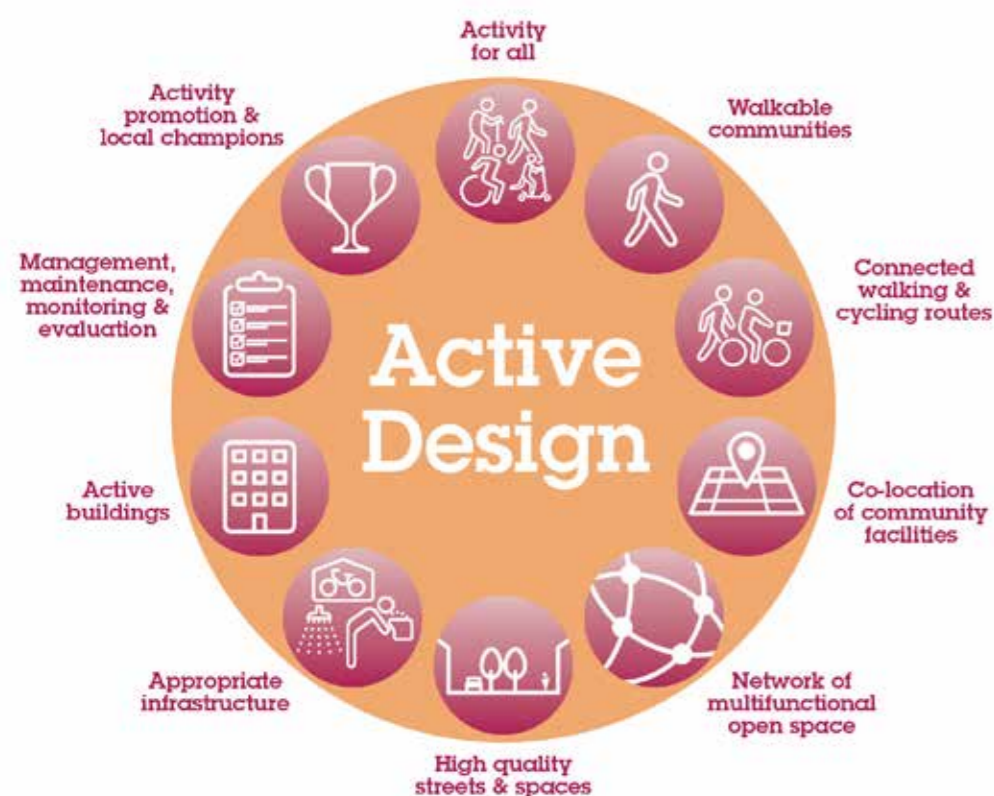 Activity
for all
Walkable
communities
Connected
walking &
cycling routes
Co-location
of community
facilities
Network of
multifunctional
open space
High quality
streets & spaces
Appropriate
infrastructure
Active
buildings
Management,
maintenance,
monitoring &
evaluation
Activity
promotion &
local champions
Active
Design